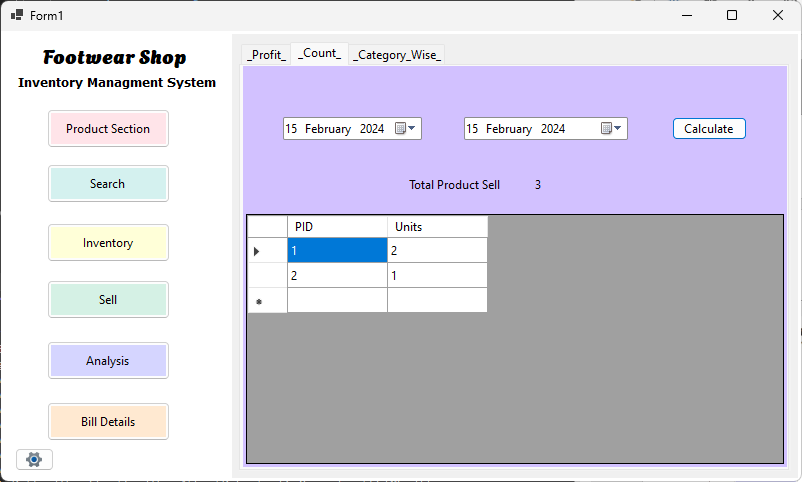 Form1
Footwear Shop
Inventory Managment System
Product Section
Search
Inventory
Sell
Analysis
Bill Details
_Profit_ _Count_ _Category_Wise_
15 February 2024 15 February 2024 Calculate
Total Product Sell 3
PID Units
1 2
2 1